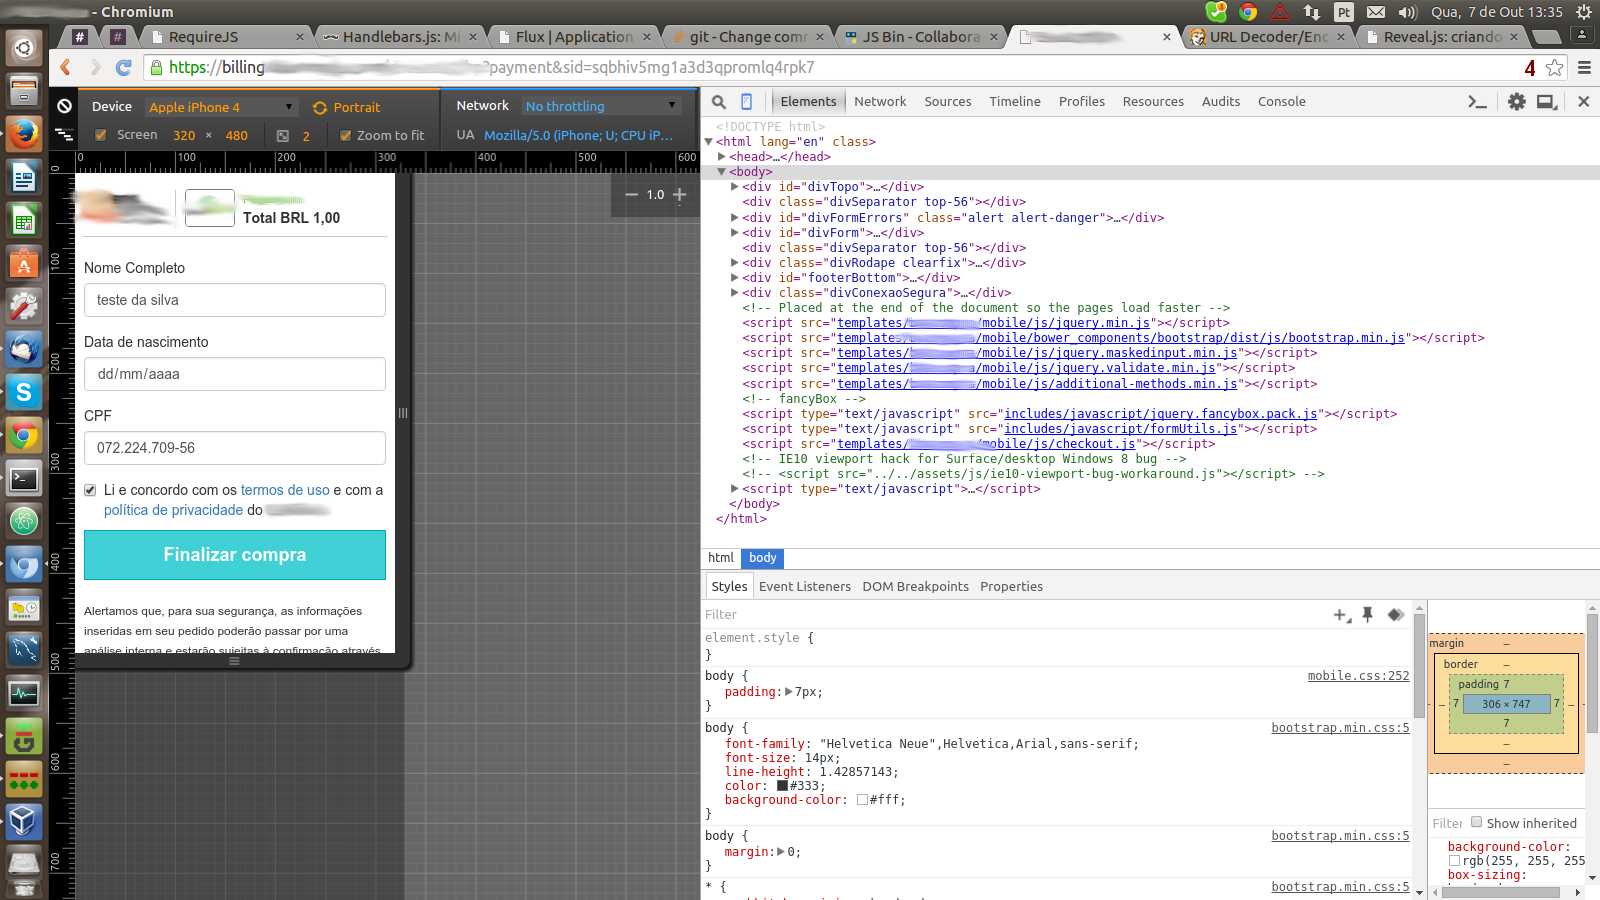 - Chromium
Pt
Qua, 7 de Out 13:35
#
#
RequireJS
Handlebars.js: Mi
Flux | Application
git - Change comm
JS Bin - Collabora
URL Decoder/Enc
Reveal.js: criando
https://billing
?payment&sid=sqbhiv5mg1a3d3qpromlq4rpk7
4
Device
Apple iPhone 4
Portrait
Network
No throttling
Screen
320 × 480
2
Zoom to fit
UA
Mozilla/5.0 (iPhone; U; CPU iP...
Elements
Network
Sources
Timeline
Profiles
Resources
Audits
Console
0
100
200
300
400
500
600
0
100
200
300
400
500
600
700
1.0
Total BRL 1,00
Nome Completo
teste da silva
Data de nascimento
dd/mm/aaaa
CPF
072.224.709-56
Li e concordo com os termos de uso e com a
política de privacidade do
Finalizar compra
Alertamos que, para sua segurança, as informações
inseridas em seu pedido poderão passar por uma
análise interna e estarão sujeitas à confirmação através
<!DOCTYPE html>
<html lang="en" class>
<head>…</head>
<body>
<div id="divTopo">…</div>
<div class="divSeparator top-56"></div>
<div id="divFormErrors" class="alert alert-danger">…</div>
<div id="divForm">…</div>
<div class="divSeparator top-56"></div>
<div class="divRodape clearfix">…</div>
<div id="footerBottom">…</div>
<div class="divConexaoSegura">…</div>
<!-- Placed at the end of the document so the pages load faster -->
<script src="templates/ /mobile/js/jquery.min.js"></script>
<script src="templates/ /mobile/bower_components/bootstrap/dist/js/bootstrap.min.js"></script>
<script src="templates/ /mobile/js/jquery.maskedinput.min.js"></script>
<script src="templates/ /mobile/js/jquery.validate.min.js"></script>
<script src="templates/ /mobile/js/additional-methods.min.js"></script>
<!-- fancyBox -->
<script type="text/javascript" src="includes/javascript/jquery.fancybox.pack.js"></script>
<script type="text/javascript" src="includes/javascript/formUtils.js"></script>
<script src="templates/ mobile/js/checkout.js"></script>
<!-- IE10 viewport hack for Surface/desktop Windows 8 bug -->
<!-- <script src="../../assets/js/ie10-viewport-bug-workaround.js"></script> -->
<script type="text/javascript">…</script>
</body>
</html>
html
body
Styles
Event Listeners
DOM Breakpoints
Properties
Filter
element.style {
}
body {
mobile.css:252
padding: 7px;
}
body {
bootstrap.min.css:5
font-family: "Helvetica Neue",Helvetica,Arial,sans-serif;
font-size: 14px;
line-height: 1.42857143;
color: #333;
background-color: #fff;
}
body {
bootstrap.min.css:5
margin: 0;
}
* {
bootstrap.min.css:5
margin
–
border
–
padding 7
– – 7 306 × 747 7 – –
7
–
–
Filter
Show inherited
background-color:
rgb(255, 255, 255
box-sizing: